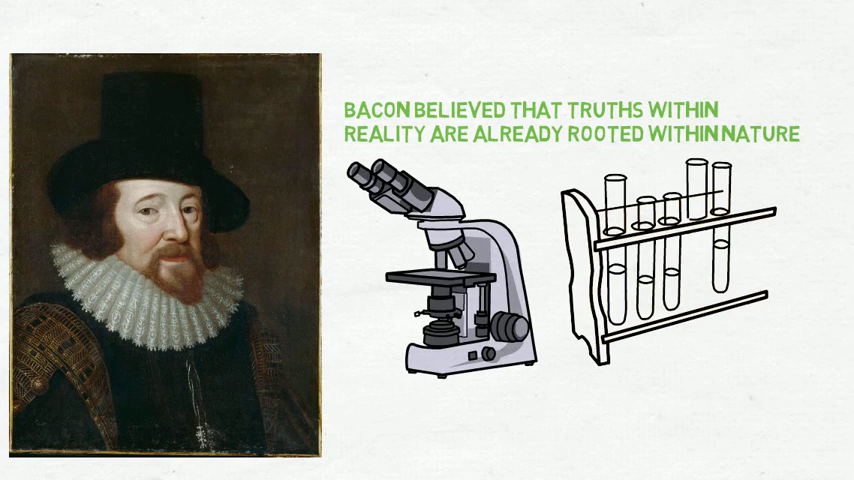 BACON BELIEVED THAT TRUTHS WITHIN
REALITY ARE ALREADY ROOTED WITHIN NATURE